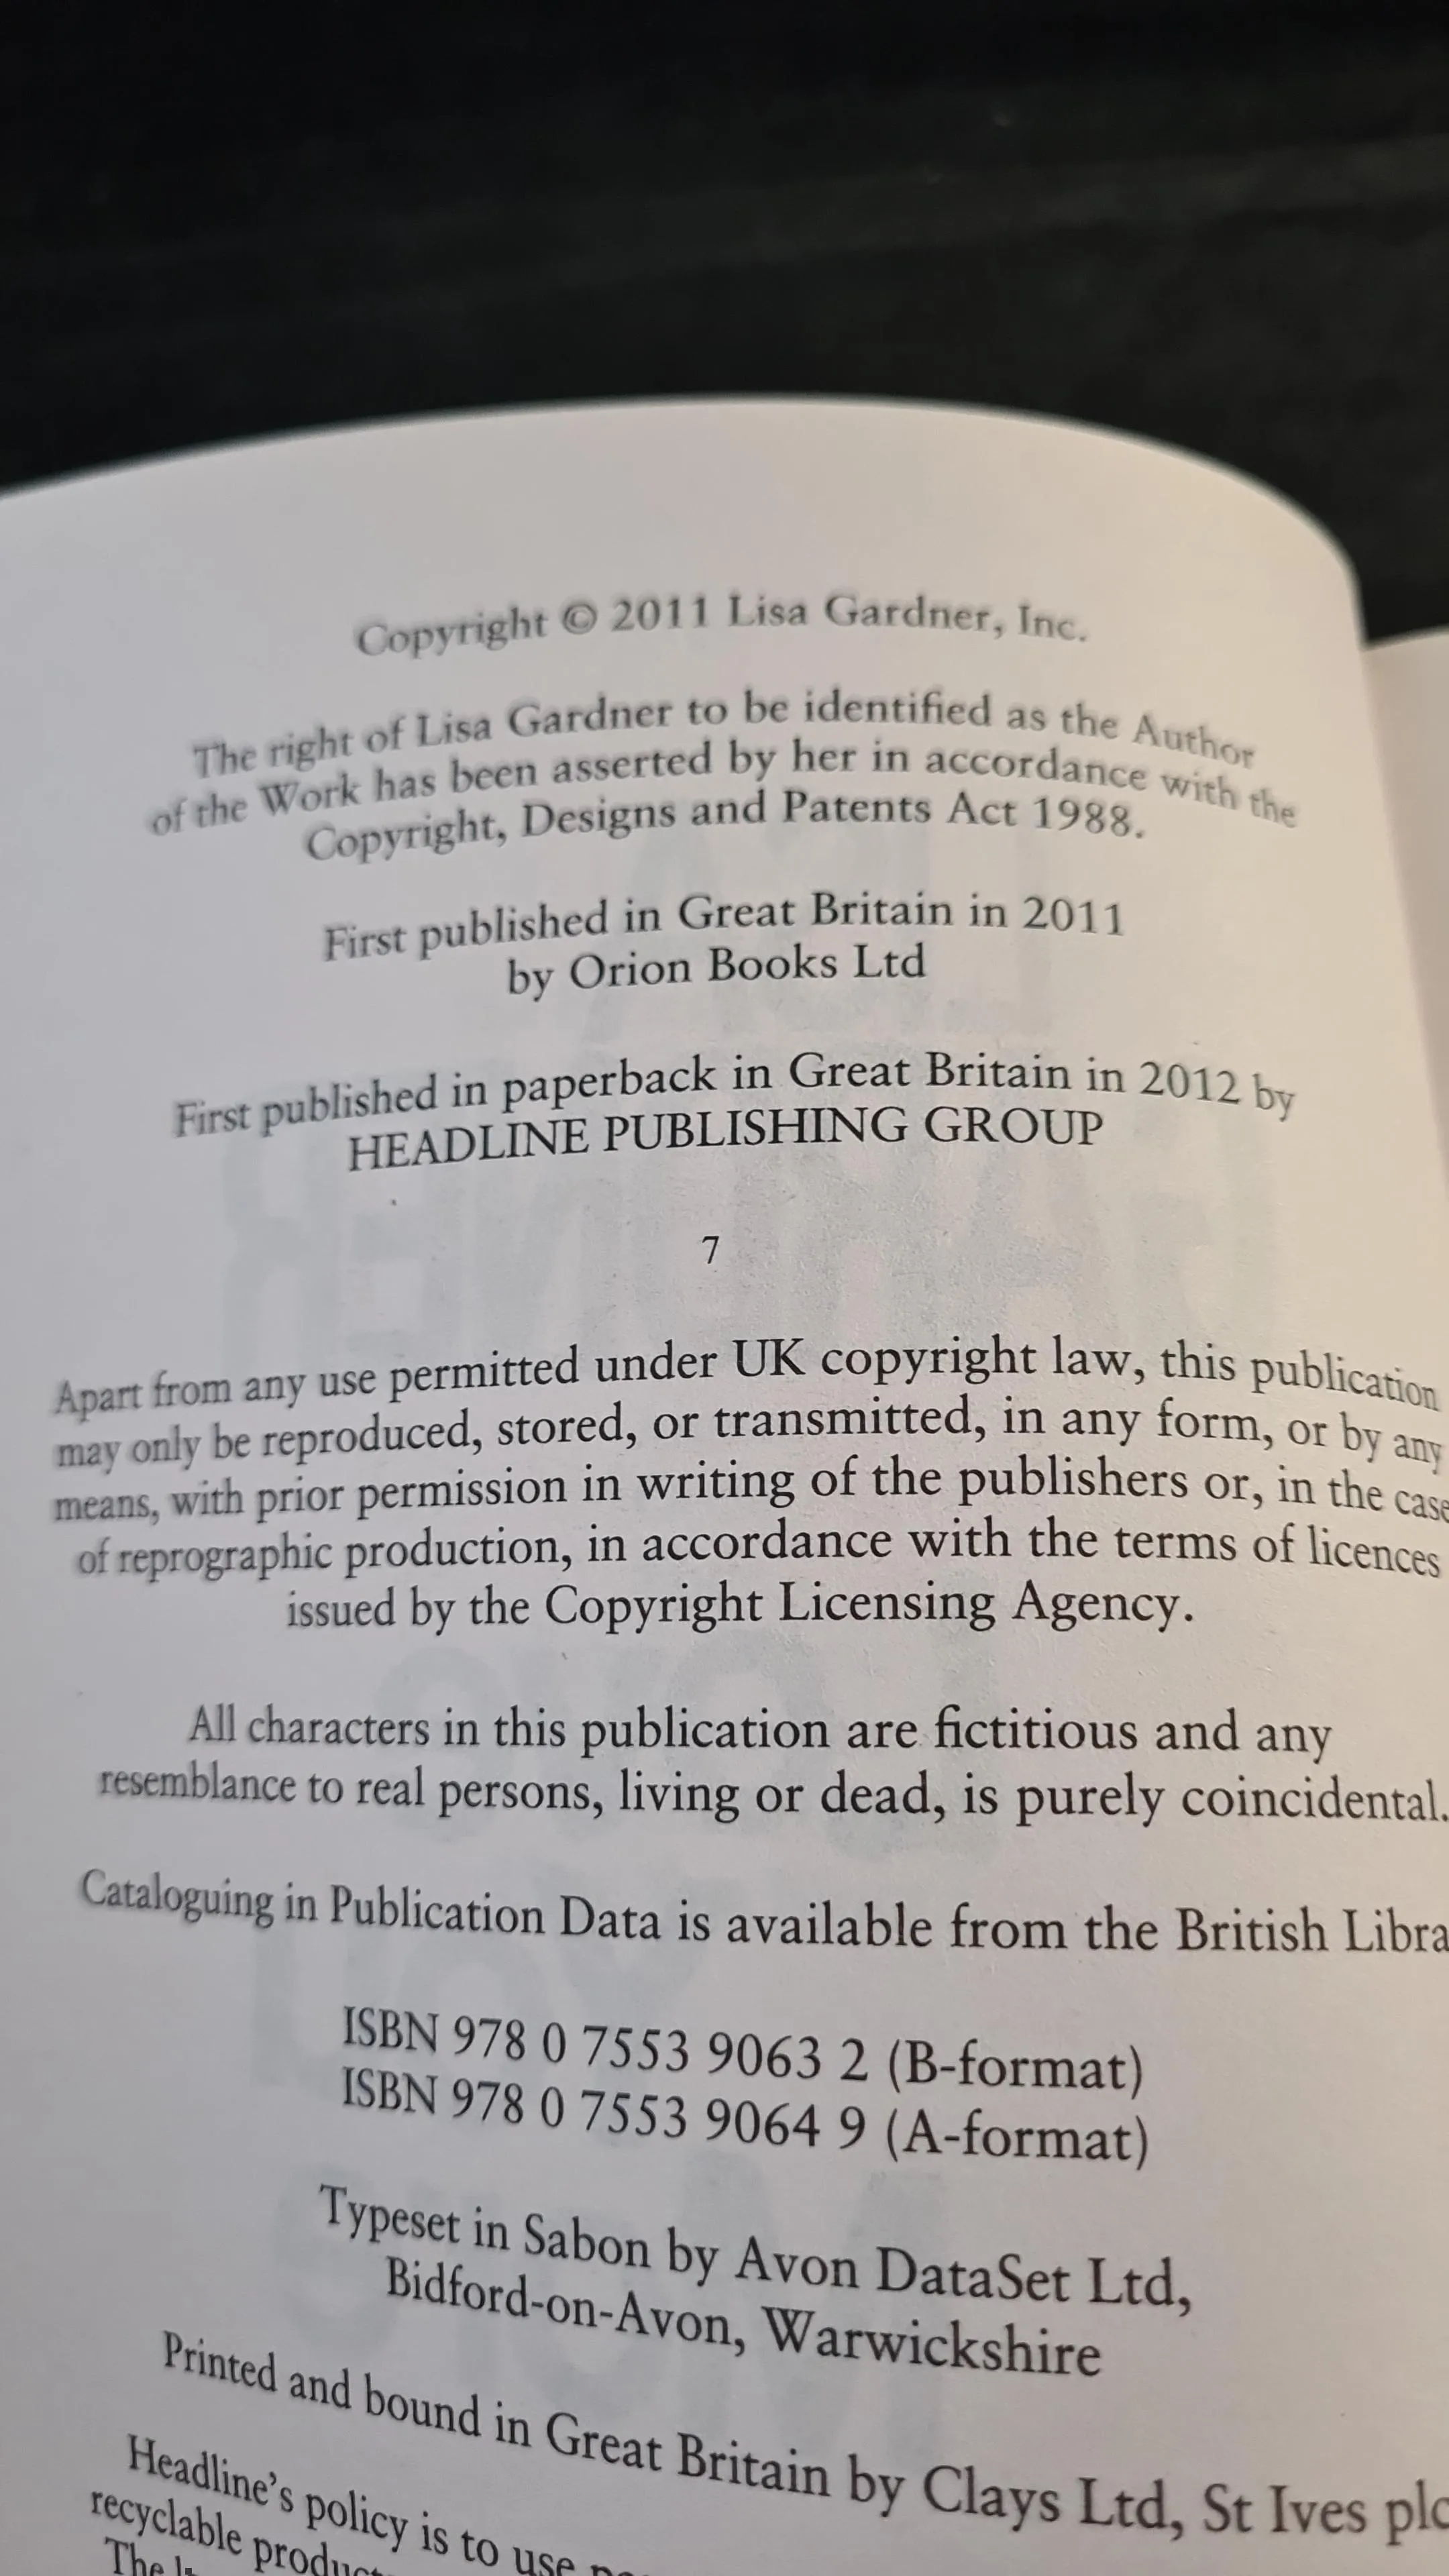 Copyright © 2011 Lisa Gardner, Inc.
The right of Lisa Gardner to be identified as the Author
of the Work has been asserted by her in accordance with the
Copyright, Designs and Patents Act 1988.
First published in Great Britain in 2011
by Orion Books Ltd
First published in paperback in Great Britain in 2012 by
HEADLINE PUBLISHING GROUP
7
Apart from any use permitted under UK copyright law, this publication
may only be reproduced, stored, or transmitted, in any form, or by any
means, with prior permission in writing of the publishers or, in the case
of reprographic production, in accordance with the terms of licences
issued by the Copyright Licensing Agency.
All characters in this publication are fictitious and any
resemblance to real persons, living or dead, is purely coincidental.
Cataloguing in Publication Data is available from the British Libra
ISBN 978 0 7553 9063 2 (B-format)
ISBN 978 0 7553 9064 9 (A-format)
Typeset in Sabon by Avon DataSet Ltd,
Bidford-on-Avon, Warwickshire
Printed and bound in Great Britain by Clays Ltd, St Ives plc
Headline's policy is to use
recyclable
The